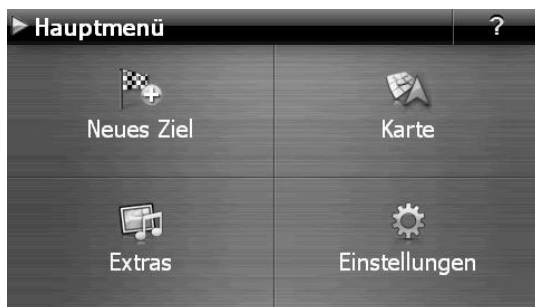 Hauptmenü
?
Neues Ziel
Karte
Extras
Einstellungen